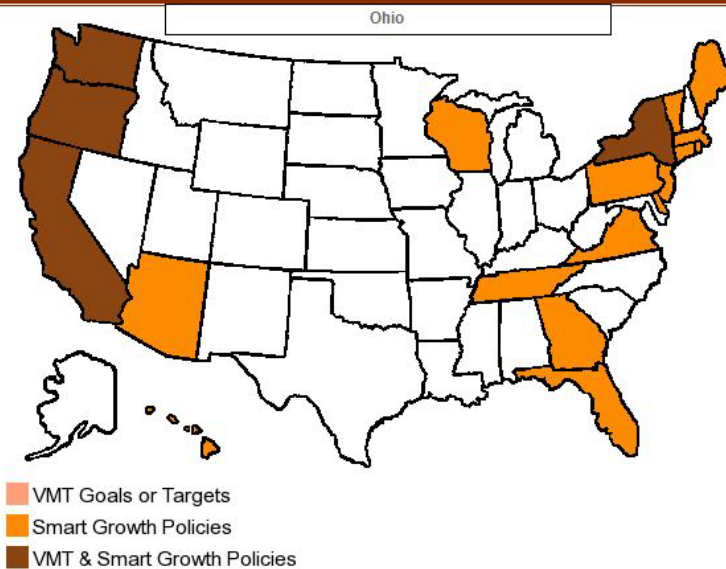 Ohio
VMT Goals or Targets
Smart Growth Policies
VMT & Smart Growth Policies